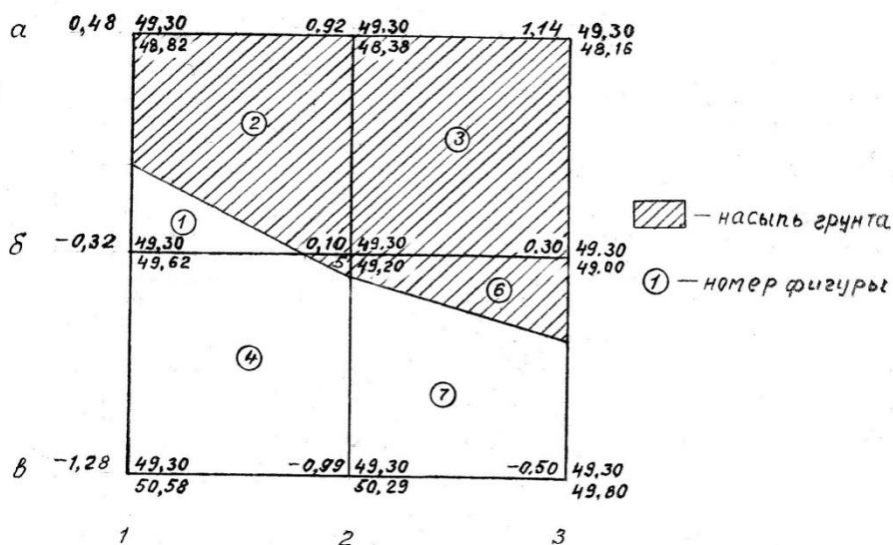 а 0,48 49,30 0,92 49.30 1,14 49,30
48,82 48,38 48,16
2 3
— насыпь грунта
1
б -0,32 49,30 0,10 49.30 0.30 49.30
49,62 5 49,20 49.00
6
1 — номер фигуры
4
7
в -1,28 49,30 -0,99 49,30 -0.50 49,30
50,58 50,29 49,80
1 2 3